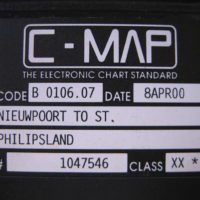 C-MAP
THE ELECTRONIC CHART STANDARD
CODE B 0106.07 DATE 8APR00
NIEUWPOORT TO ST.
PHILIPSLAND
# 1047546 CLASS XX *